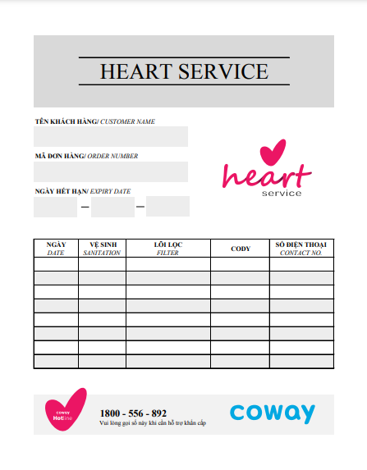 HEART SERVICE
TÊN KHÁCH HÀNG/ CUSTOMER NAME
MÃ ĐƠN HÀNG/ ORDER NUMBER
NGÀY HẾT HẠN/ EXPIRY DATE
heart
service
NGÀY VỆ SINH LÕI LỌC CODY SỐ ĐIỆN THOẠI
DATE SANITATION FILTER CONTACT NO.
coway
Hotline
1800 - 556 - 892
Vui lòng gọi số này khi cần hỗ trợ khẩn cấp
coway